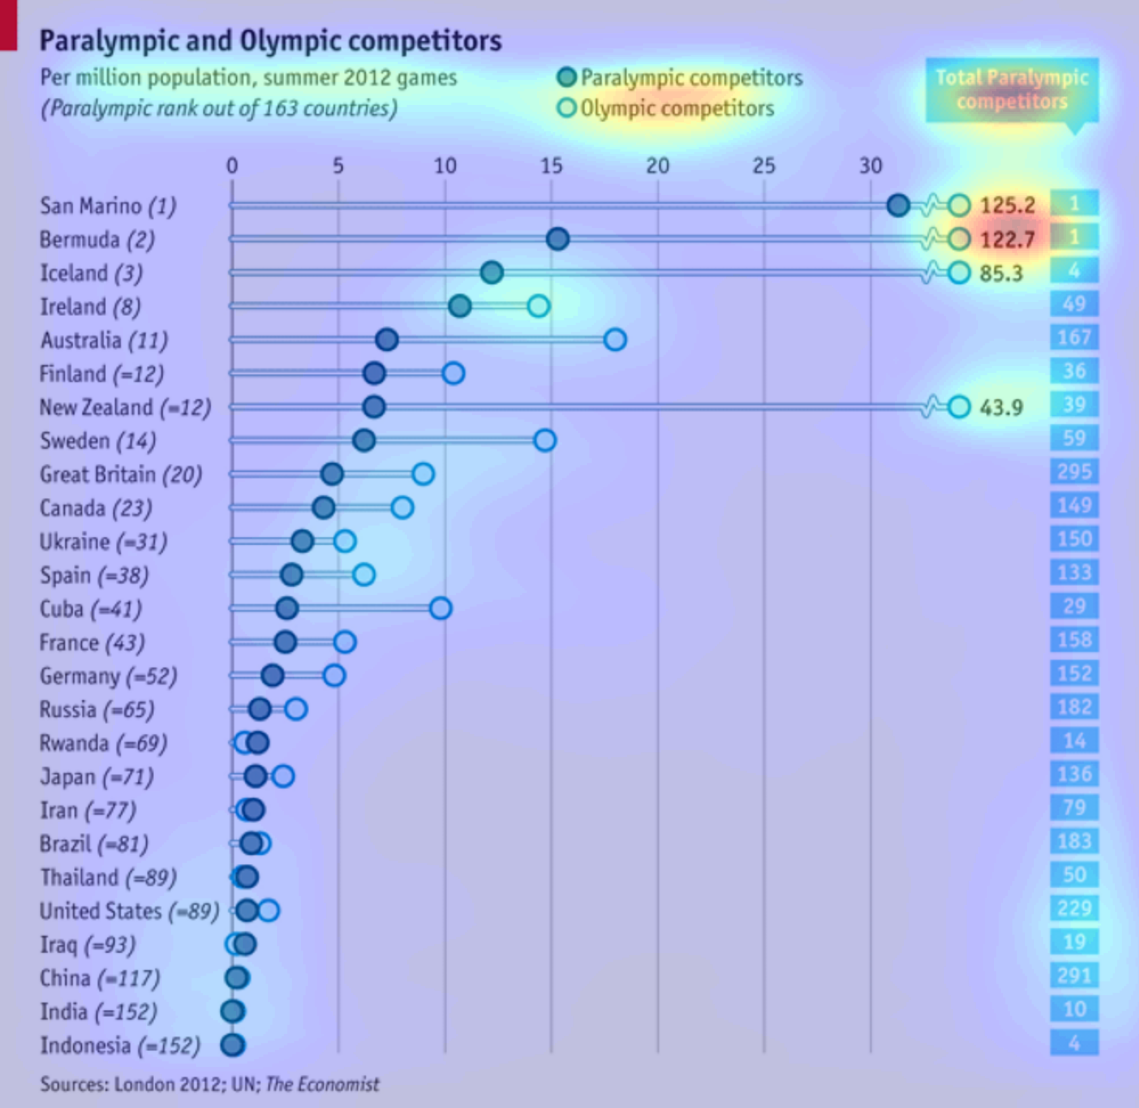 Paralympic and Olympic competitors
Per million population, summer 2012 games
(Paralympic rank out of 163 countries)
Paralympic competitors
Olympic competitors
Total Paralympic
competitors
0 5 10 15 20 25 30
San Marino (1) 125.2 1
Bermuda (2) 122.7 1
Iceland (3) 85.3 4
Ireland (8) 49
Australia (11) 167
Finland (=12) 36
New Zealand (=12) 43.9 39
Sweden (14) 59
Great Britain (20) 295
Canada (23) 149
Ukraine (=31) 150
Spain (=38) 133
Cuba (=41) 29
France (43) 158
Germany (=52) 152
Russia (=65) 182
Rwanda (=69) 14
Japan (=71) 136
Iran (=77) 79
Brazil (=81) 183
Thailand (=89) 50
United States (=89) 229
Iraq (=93) 19
China (=117) 291
India (=152) 10
Indonesia (=152) 4
Sources: London 2012; UN; The Economist